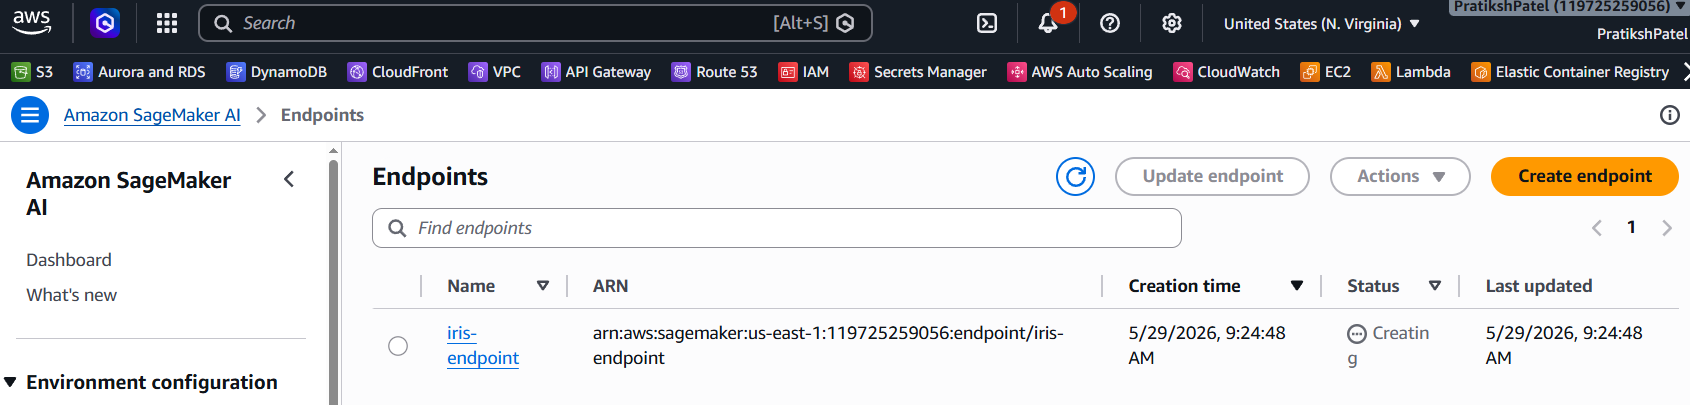 aws
Search
[Alt+S]
1
United States (N. Virginia)
PratikshPatel (119725259056)
PratikshPatel
S3
Aurora and RDS
DynamoDB
CloudFront
VPC
API Gateway
Route 53
IAM
Secrets Manager
AWS Auto Scaling
CloudWatch
EC2
Lambda
Elastic Container Registry
Amazon SageMaker AI
Endpoints
Amazon SageMaker
AI
Dashboard
What's new
Environment configuration
Endpoints
Update endpoint
Actions
Create endpoint
Find endpoints
1
Name
ARN
Creation time
Status
Last updated
iris-
endpoint
arn:aws:sagemaker:us-east-1:119725259056:endpoint/iris-
endpoint
5/29/2026, 9:24:48
AM
Creatin
g
5/29/2026, 9:24:48
AM